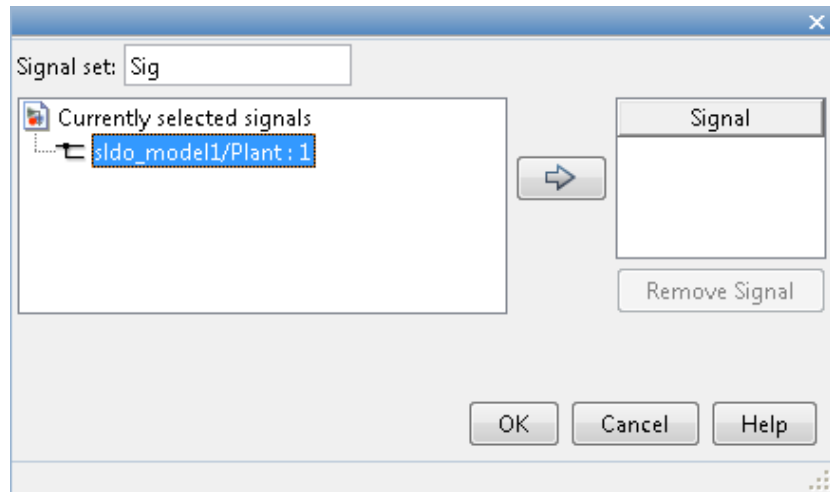 Signal set: Sig
Currently selected signals
sldo_model1/Plant : 1
Signal
Remove Signal
OK Cancel Help